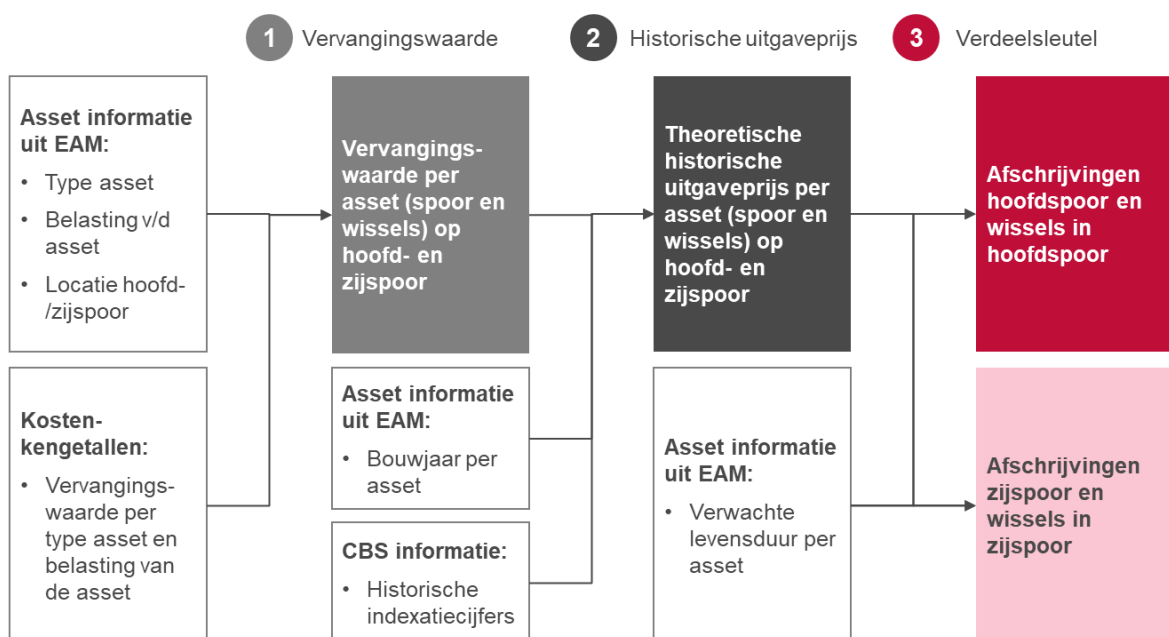 1 Vervangingswaarde
2 Historische uitgaveprijs
3 Verdeelsleutel
Asset informatie
uit EAM:
• Type asset
• Belasting v/d
asset
• Locatie hoofd-
/zijspoor
Kosten-
kengetallen:
• Vervangings-
waarde per
type asset en
belasting van
de asset
Vervangings-
waarde per
asset (spoor en
wissels) op
hoofd- en
zijspoor
Asset informatie
uit EAM:
• Bouwjaar per
asset
CBS informatie:
• Historische
indexatiecijfers
Theoretische
historische
uitgaveprijs per
asset (spoor en
wissels) op
hoofd- en
zijspoor
Asset informatie
uit EAM:
• Verwachte
levensduur per
asset
Afschrijvingen
hoofdspoor en
wissels in
hoofdspoor
Afschrijvingen
zijspoor en
wissels in
zijspoor